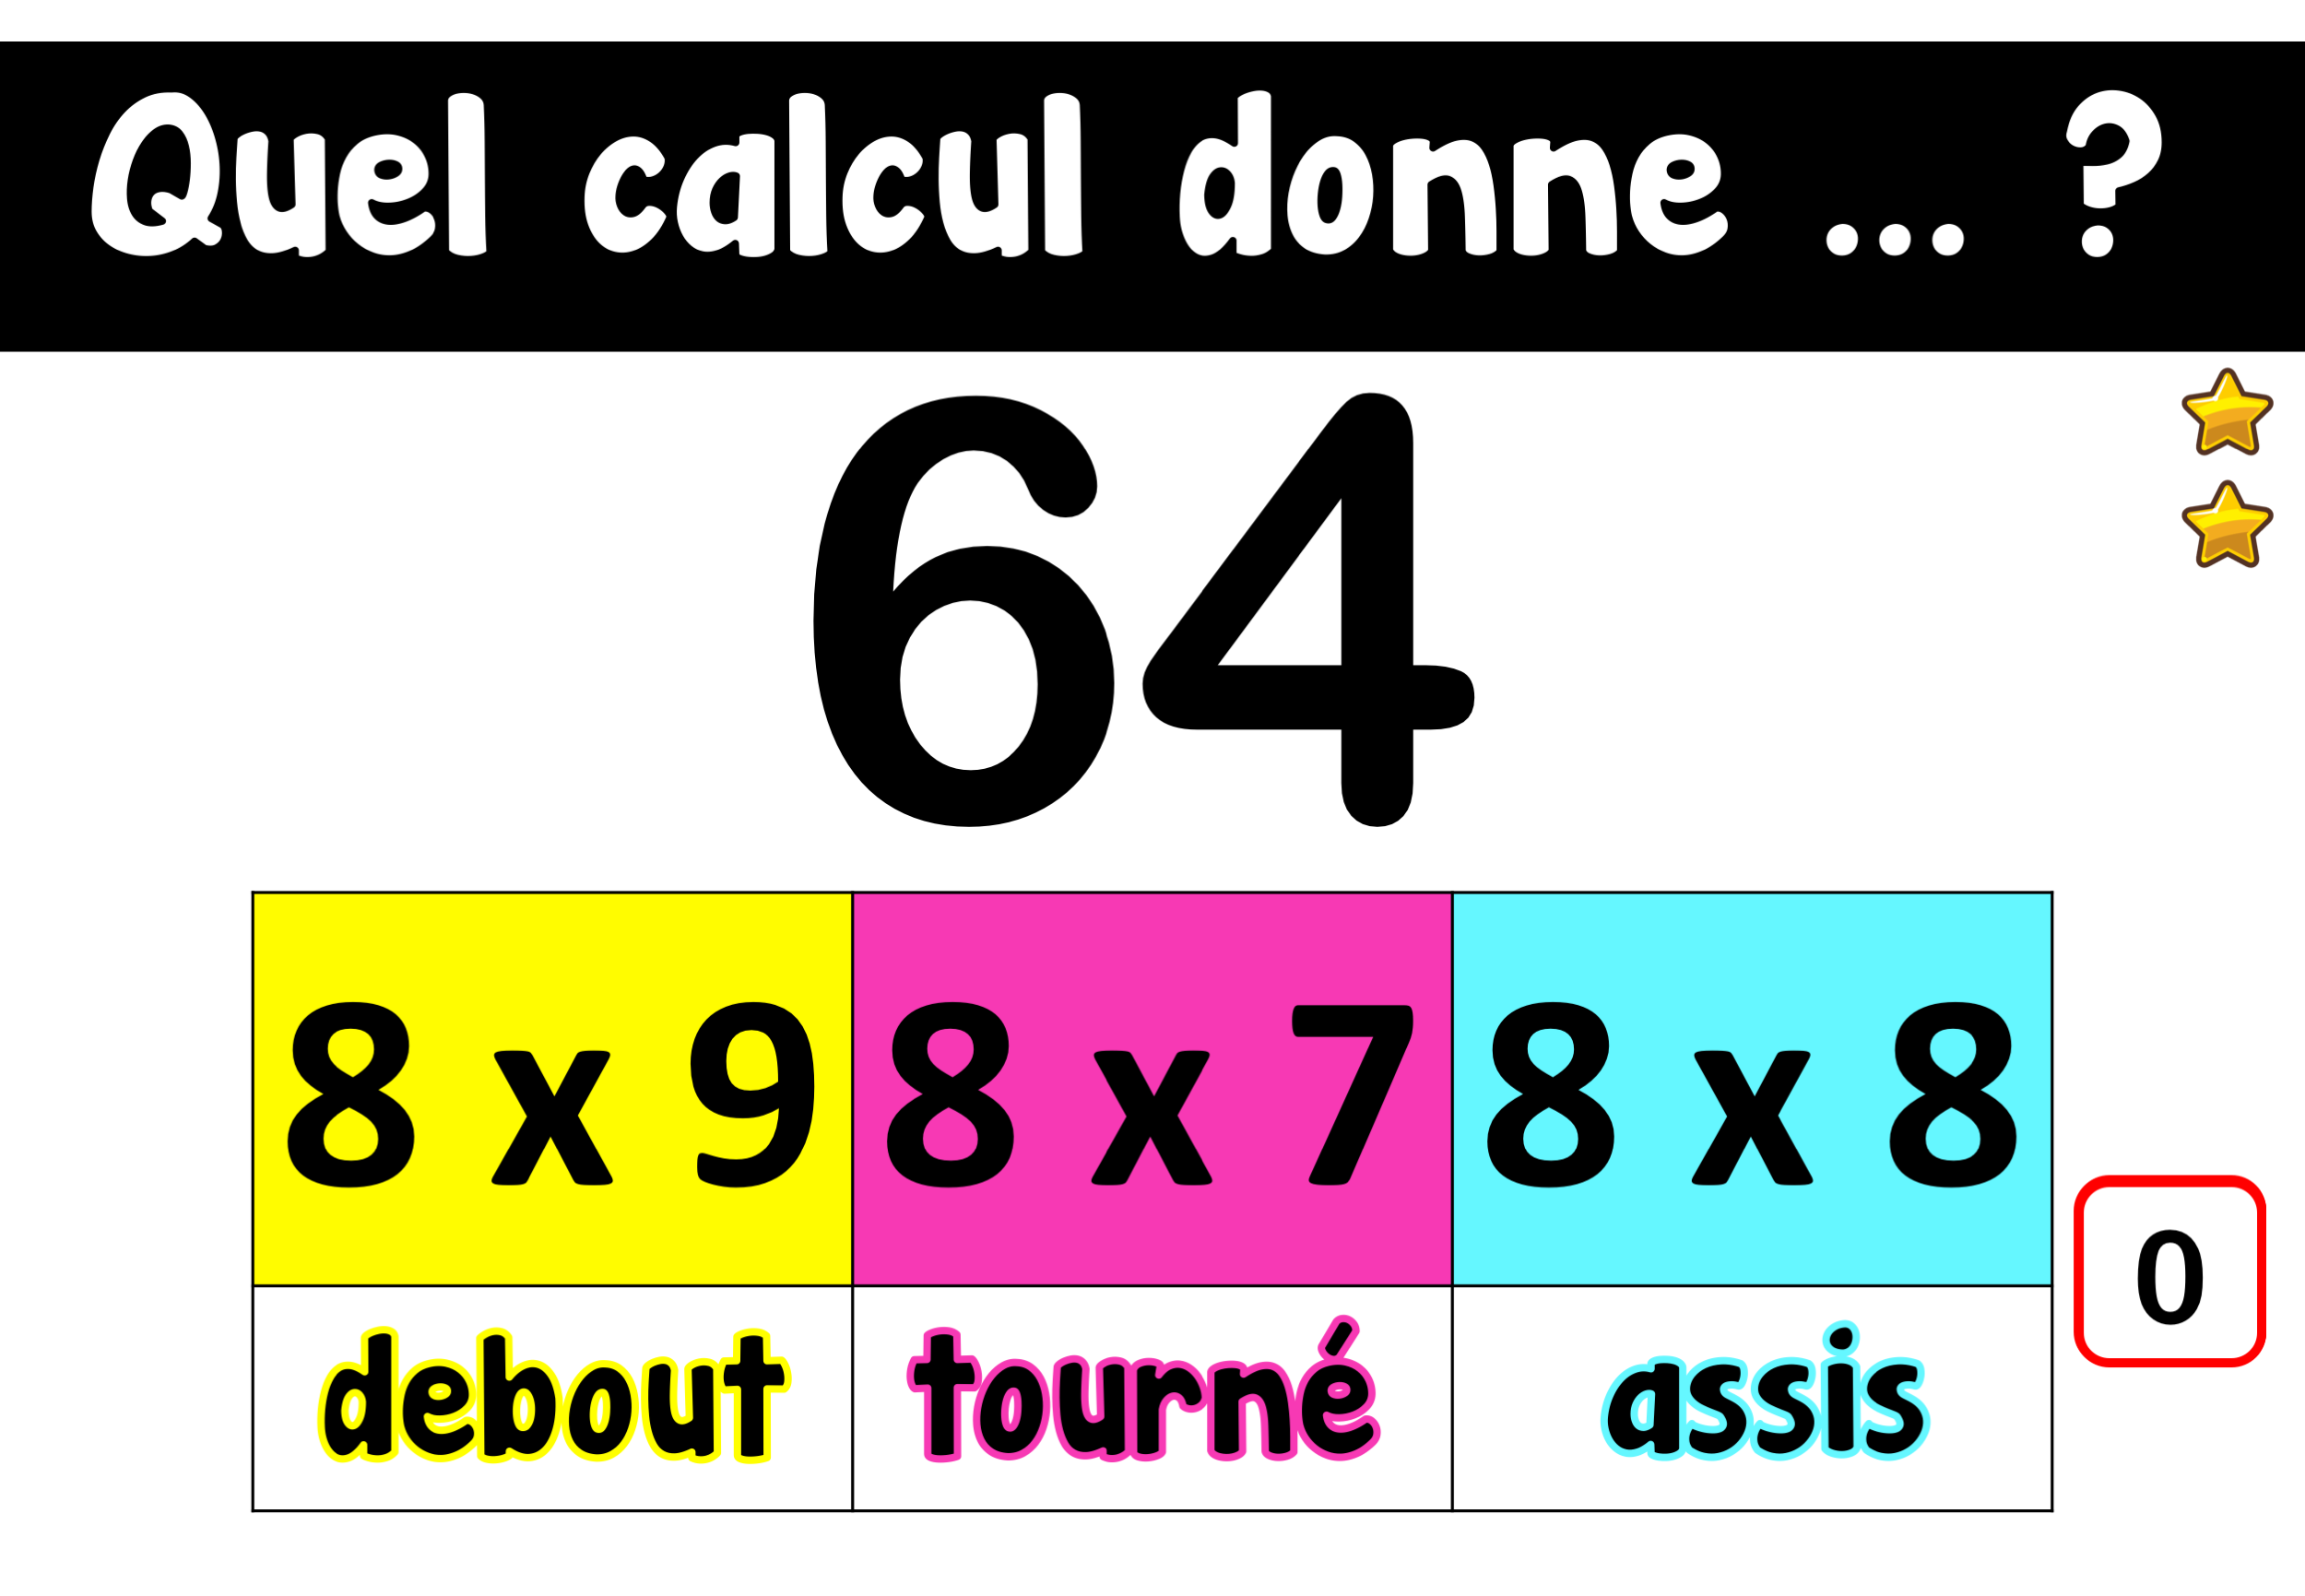 Quel calcul donne ... ?
64
8 x 9 8 x 7 8 x 8
0
debout tourné assis